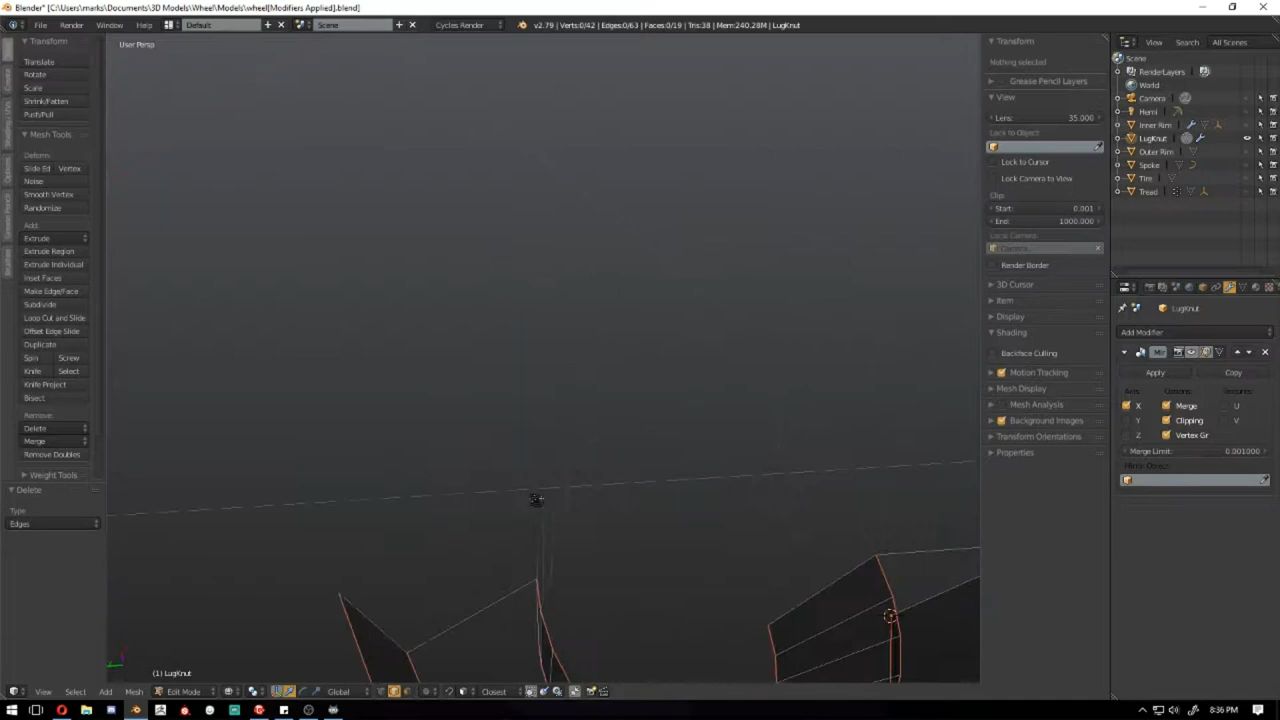 Blender* [C:\Users\marks\Documents\3D Models\Wheel\Models\wheel[Modifiers Applied].blend]
File Render Window Help Default Scene Cycles Render v2.79 | Verts:0/42 | Edges:0/63 | Faces:0/19 | Tris:38 | Mem:240.28M | LugKnut
Transform
Translate
Rotate
Scale
Shrink/Fatten
Push/Pull
Mesh Tools
Deform:
Slide Ed Vertex
Noise
Smooth Vertex
Randomize
Add:
Extrude
Extrude Region
Extrude Individual
Inset Faces
Make Edge/Face
Subdivide
Loop Cut and Slide
Offset Edge Slide
Duplicate
Spin Screw
Knife Select
Knife Project
Bisect
Remove:
Delete
Merge
Remove Doubles
Weight Tools
Delete
Type
Edges
User Persp
(1) LugKnut
View Select Add Mesh Edit Mode Global Closest
Transform
Nothing selected
Grease Pencil Layers
View
Lens: 35.000
Lock to Object:
Lock to Cursor
Lock Camera to View
Clip:
Start: 0.001
End: 1000.000
Local Camera:
Camera
Render Border
3D Cursor
Item
Display
Shading
Backface Culling
Motion Tracking
Mesh Display
Mesh Analysis
Background Images
Transform Orientations
Properties
View Search All Scenes
Scene
RenderLayers
World
Camera
Hemi
Inner Rim
LugKnut
Outer Rim
Spoke
Tire
Tread
LugKnut
Add Modifier
Mir
Apply Copy
Axis: Options: Textures:
X Merge U
Y Clipping V
Z Vertex Gr
Merge Limit: 0.001000
Mirror Object:
8:36 PM